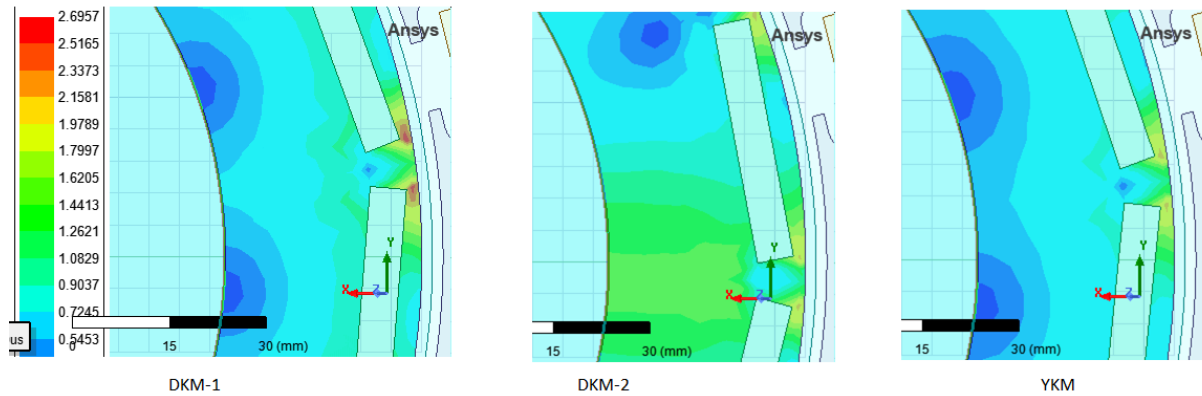 2.6957
2.5165
2.3373
2.1581
1.9789
1.7997
1.6205
1.4413
1.2621
1.0829
0.9037
0.7245
0.5453
Ansys
Y
X
Z
0
15
30 (mm)
DKM-1
Ansys
Y
X
Z
15
30 (mm)
DKM-2
Ansys
Y
X
Z
15
30 (mm)
YKM